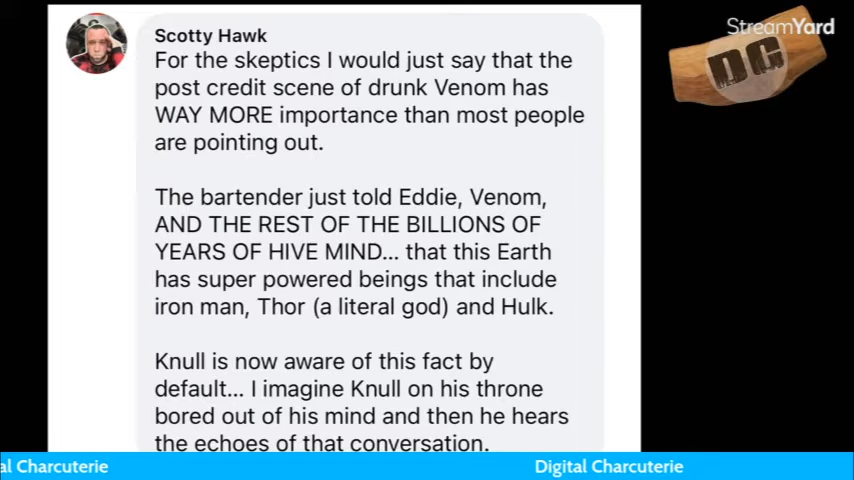 StreamYard
DC
Scotty Hawk
For the skeptics I would just say that the
post credit scene of drunk Venom has
WAY MORE importance than most people
are pointing out.
The bartender just told Eddie, Venom,
AND THE REST OF THE BILLIONS OF
YEARS OF HIVE MIND... that this Earth
has super powered beings that include
iron man, Thor (a literal god) and Hulk.
Knull is now aware of this fact by
default... I imagine Knull on his throne
bored out of his mind and then he hears
the echoes of that conversation.
al Charcuterie
Digital Charcuterie